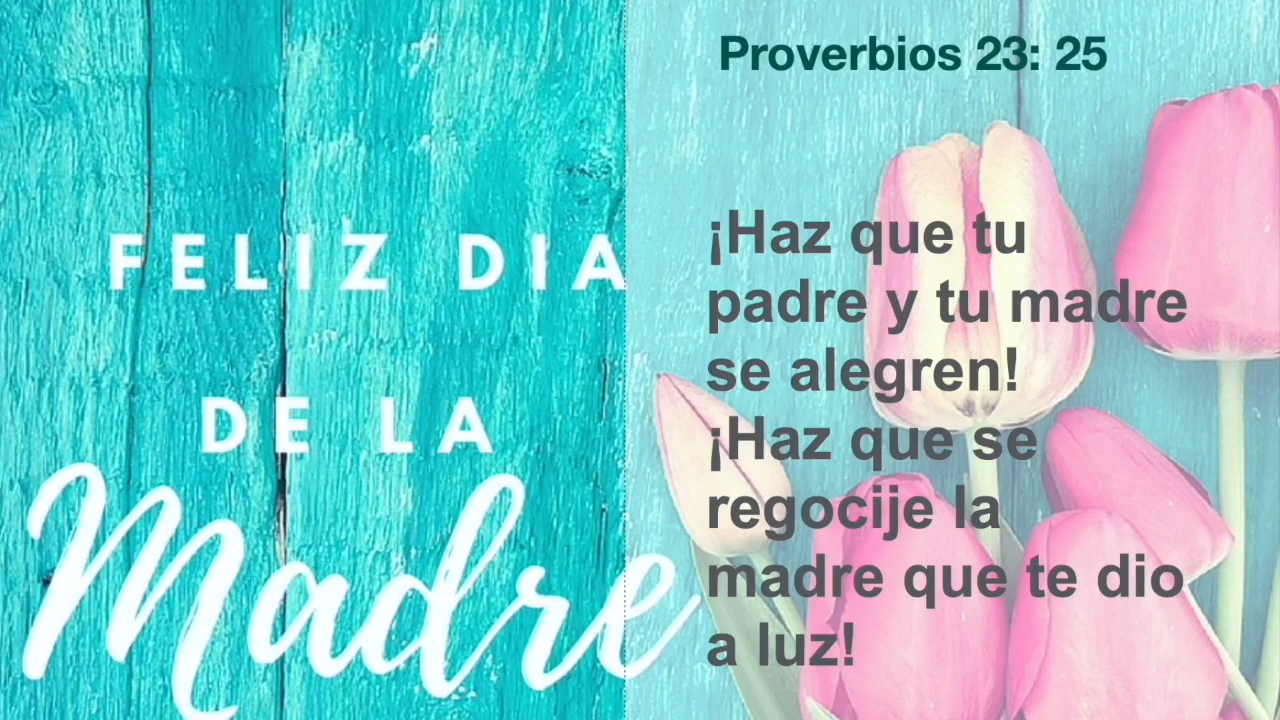 FELIZ DIA
DE LA
Madre
Proverbios 23: 25
¡Haz que tu
padre y tu madre
se alegren!
¡Haz que se
regocije la
madre que te dio
a luz!